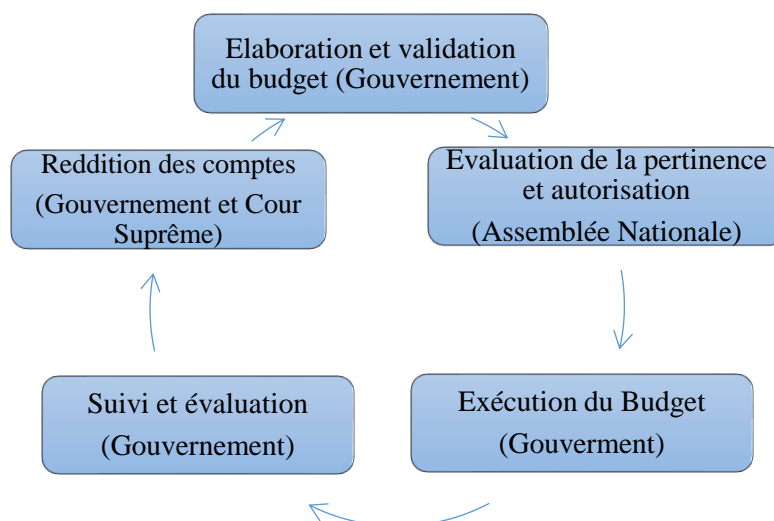 Elaboration et validation
du budget (Gouvernement)
Evaluation de la pertinence
et autorisation
(Assemblée Nationale)
Exécution du Budget
(Gouverment)
Suivi et évaluation
(Gouvernement)
Reddition des comptes
(Gouvernement et Cour
Suprême)